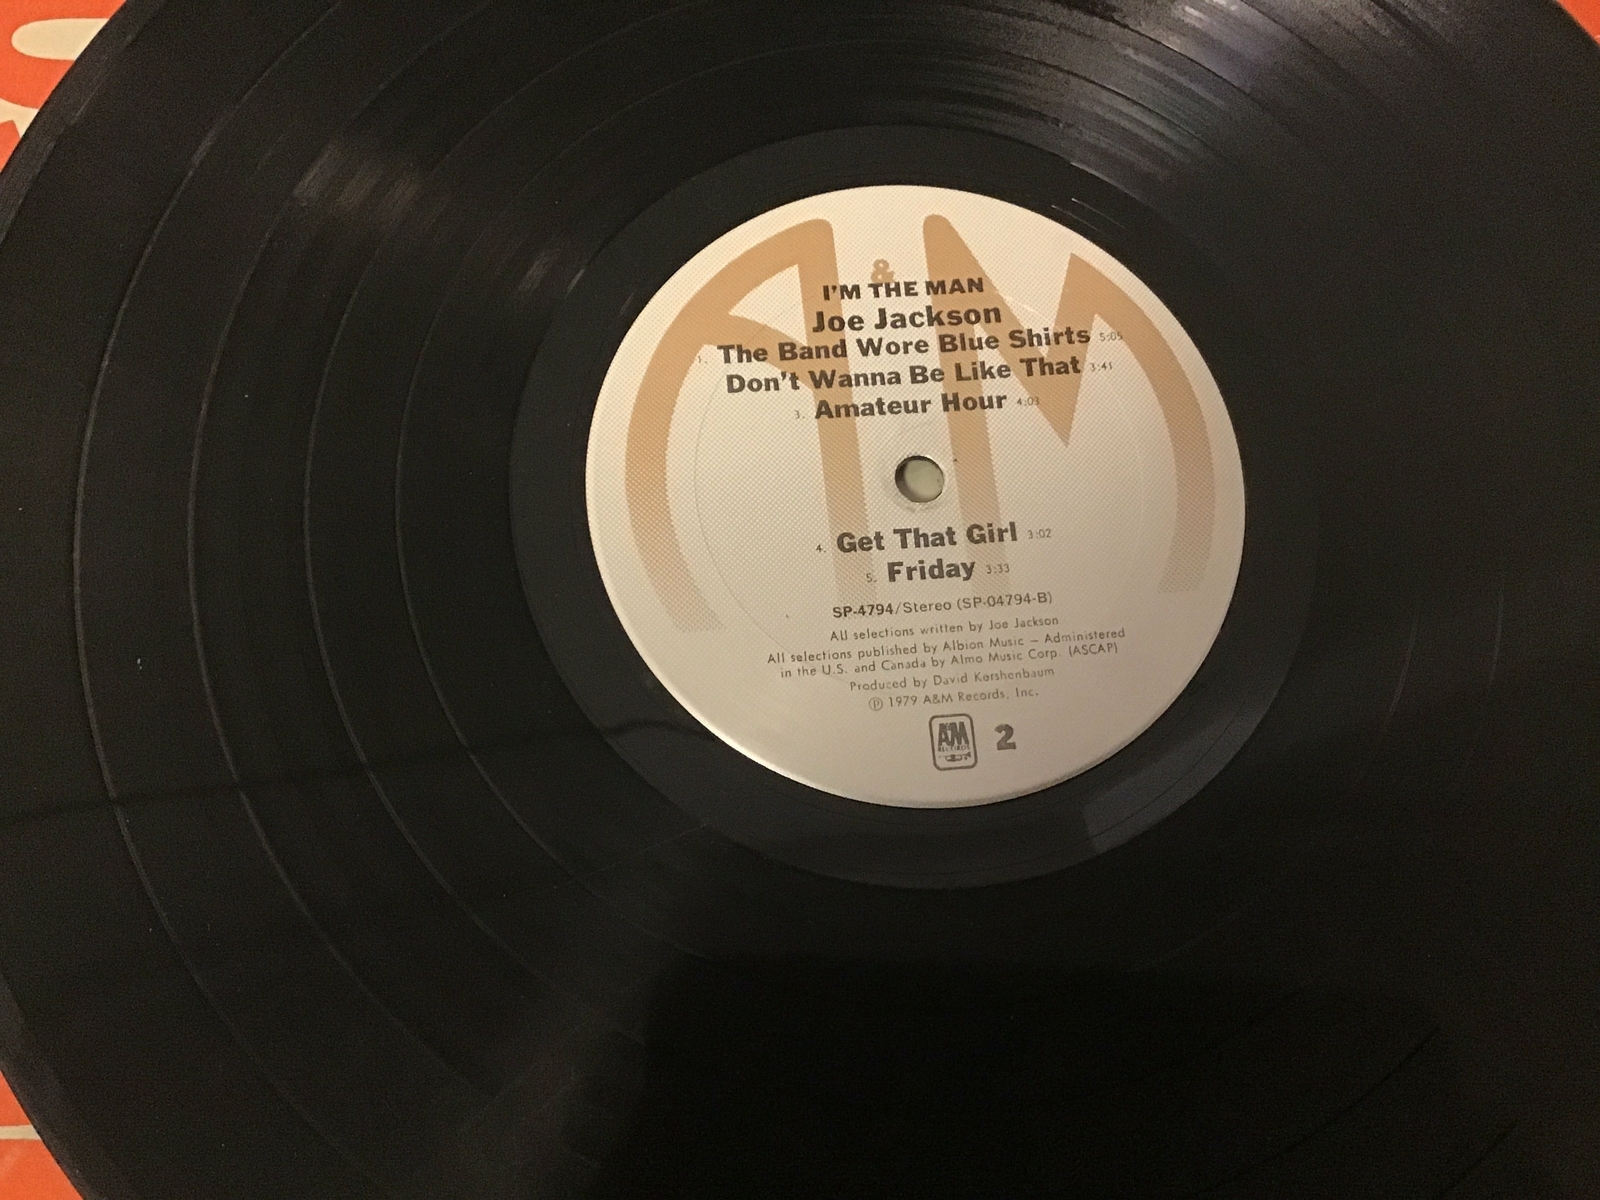 &
I'M THE MAN
Joe Jackson
1. The Band Wore Blue Shirts 5:05
Don't Wanna Be Like That 3:41
3. Amateur Hour 4:03
4. Get That Girl 3:02
5. Friday 3:33
SP-4794/Stereo (SP-04794-B)
All selections written by Joe Jackson
All selections published by Albion Music – Administered
in the U.S. and Canada by Almo Music Corp. (ASCAP)
Produced by David Kershenbaum
Ⓟ 1979 A&M Records, Inc.
A&M RECORDS 2